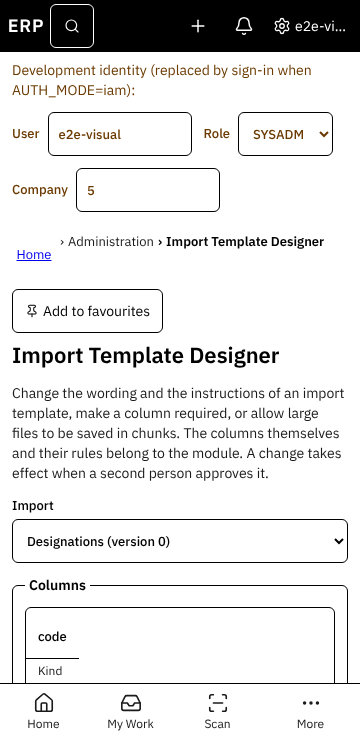 ERP
e2e-vi...
Development identity (replaced by sign-in when
AUTH_MODE=iam):
User e2e-visual Role SYSADM
Company 5
Home › Administration › Import Template Designer
Add to favourites
Import Template Designer
Change the wording and the instructions of an import
template, make a column required, or allow large
files to be saved in chunks. The columns themselves
and their rules belong to the module. A change takes
effect when a second person approves it.
Import
Designations (version 0)
Columns
code
Kind
Home My Work Scan More